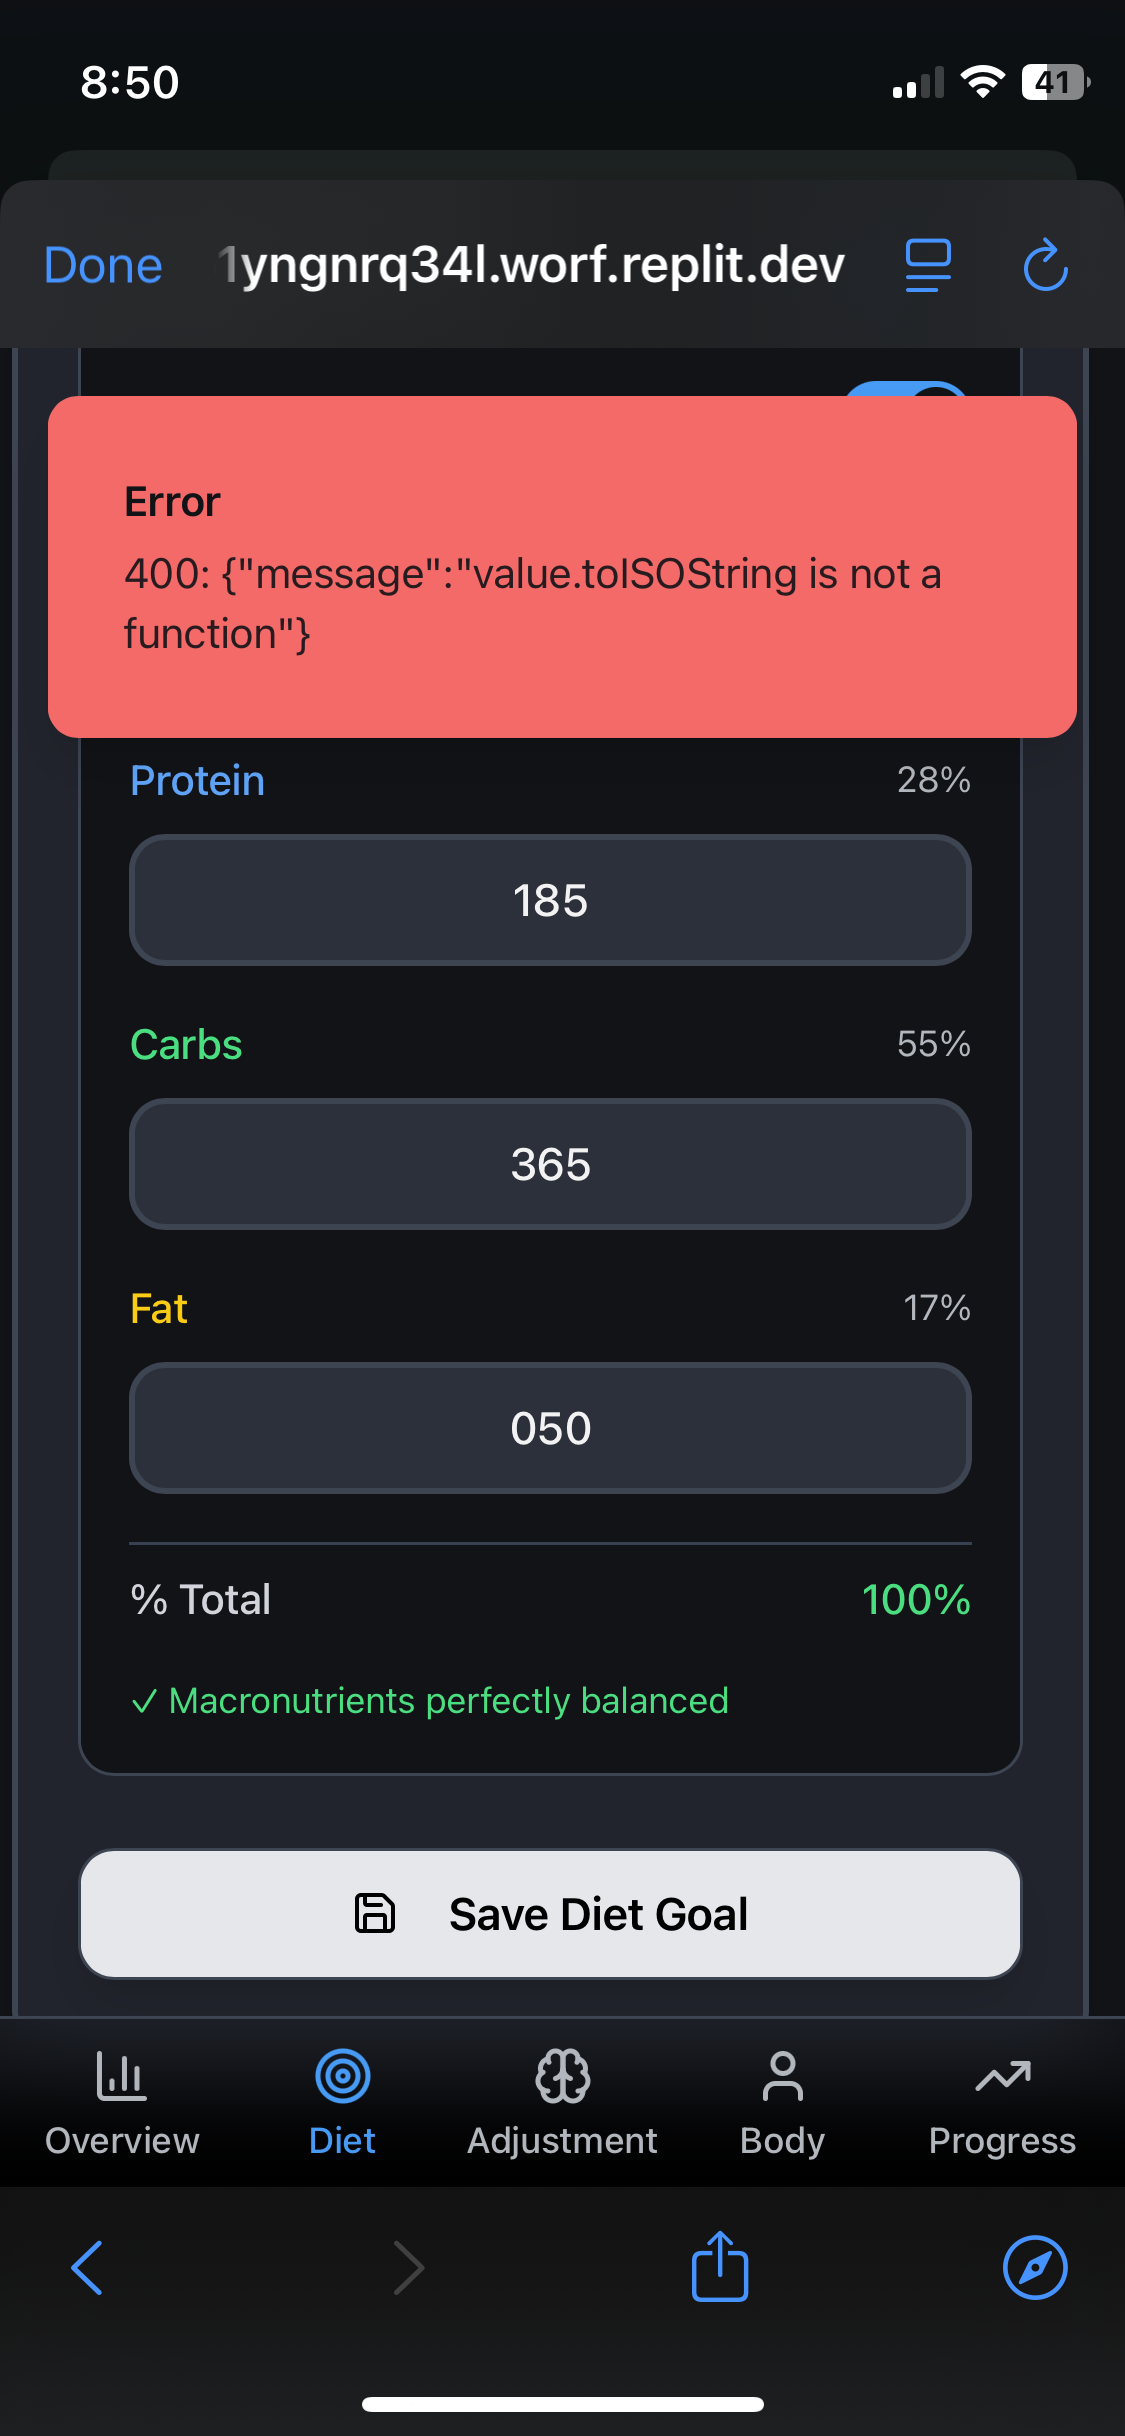 8:50
41
Done
1yngnrq34l.worf.replit.dev
Error
400: {"message":"value.toISOString is not a
function"}
Protein
28%
185
Carbs
55%
365
Fat
17%
050
% Total
100%
✓ Macronutrients perfectly balanced
Save Diet Goal
Overview
Diet
Adjustment
Body
Progress